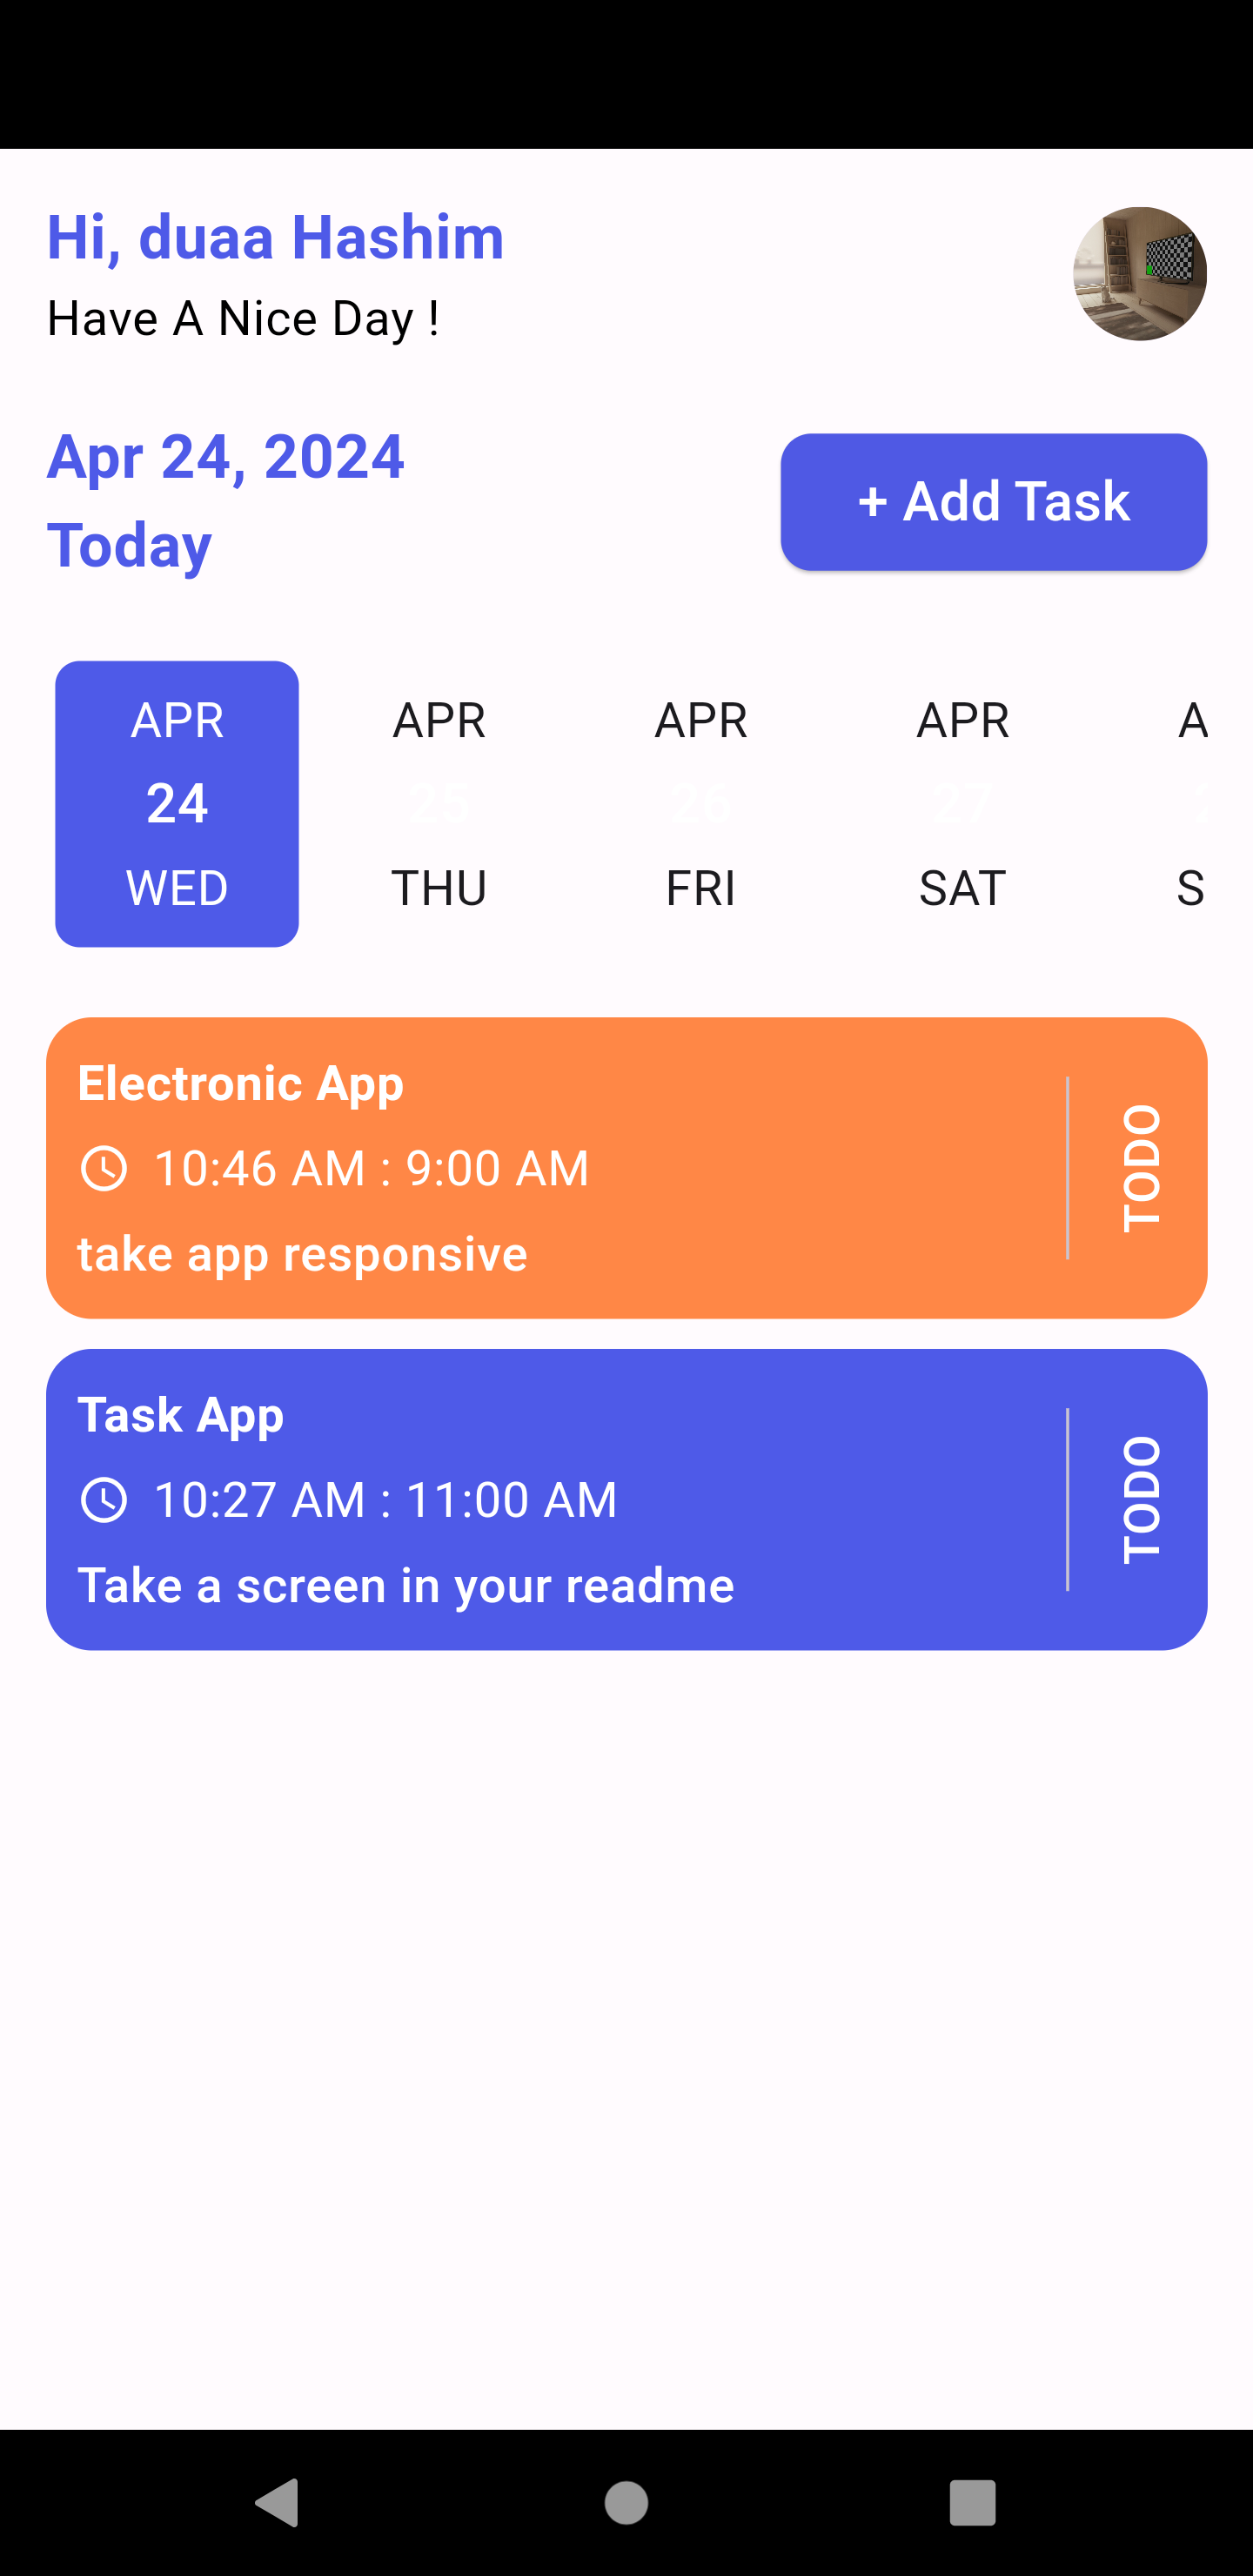 Hi, duaa Hashim
Have A Nice Day !
Apr 24, 2024
Today
+ Add Task
APR APR APR APR A
24 25 26 27
WED THU FRI SAT S
Electronic App
10:46 AM : 9:00 AM
take app responsive
TODO
Task App
10:27 AM : 11:00 AM
Take a screen in your readme
TODO